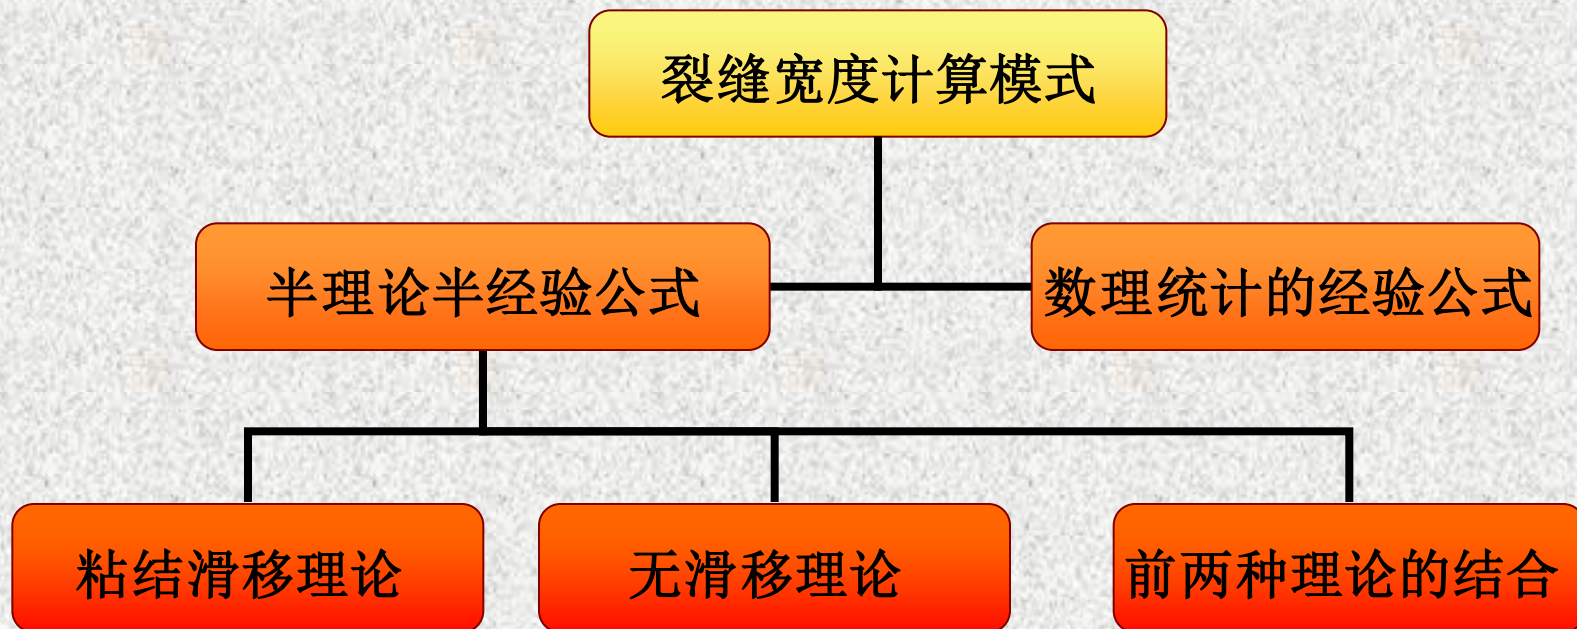 裂缝宽度计算模式
半理论半经验公式
数理统计的经验公式
粘结滑移理论
无滑移理论
前两种理论的结合